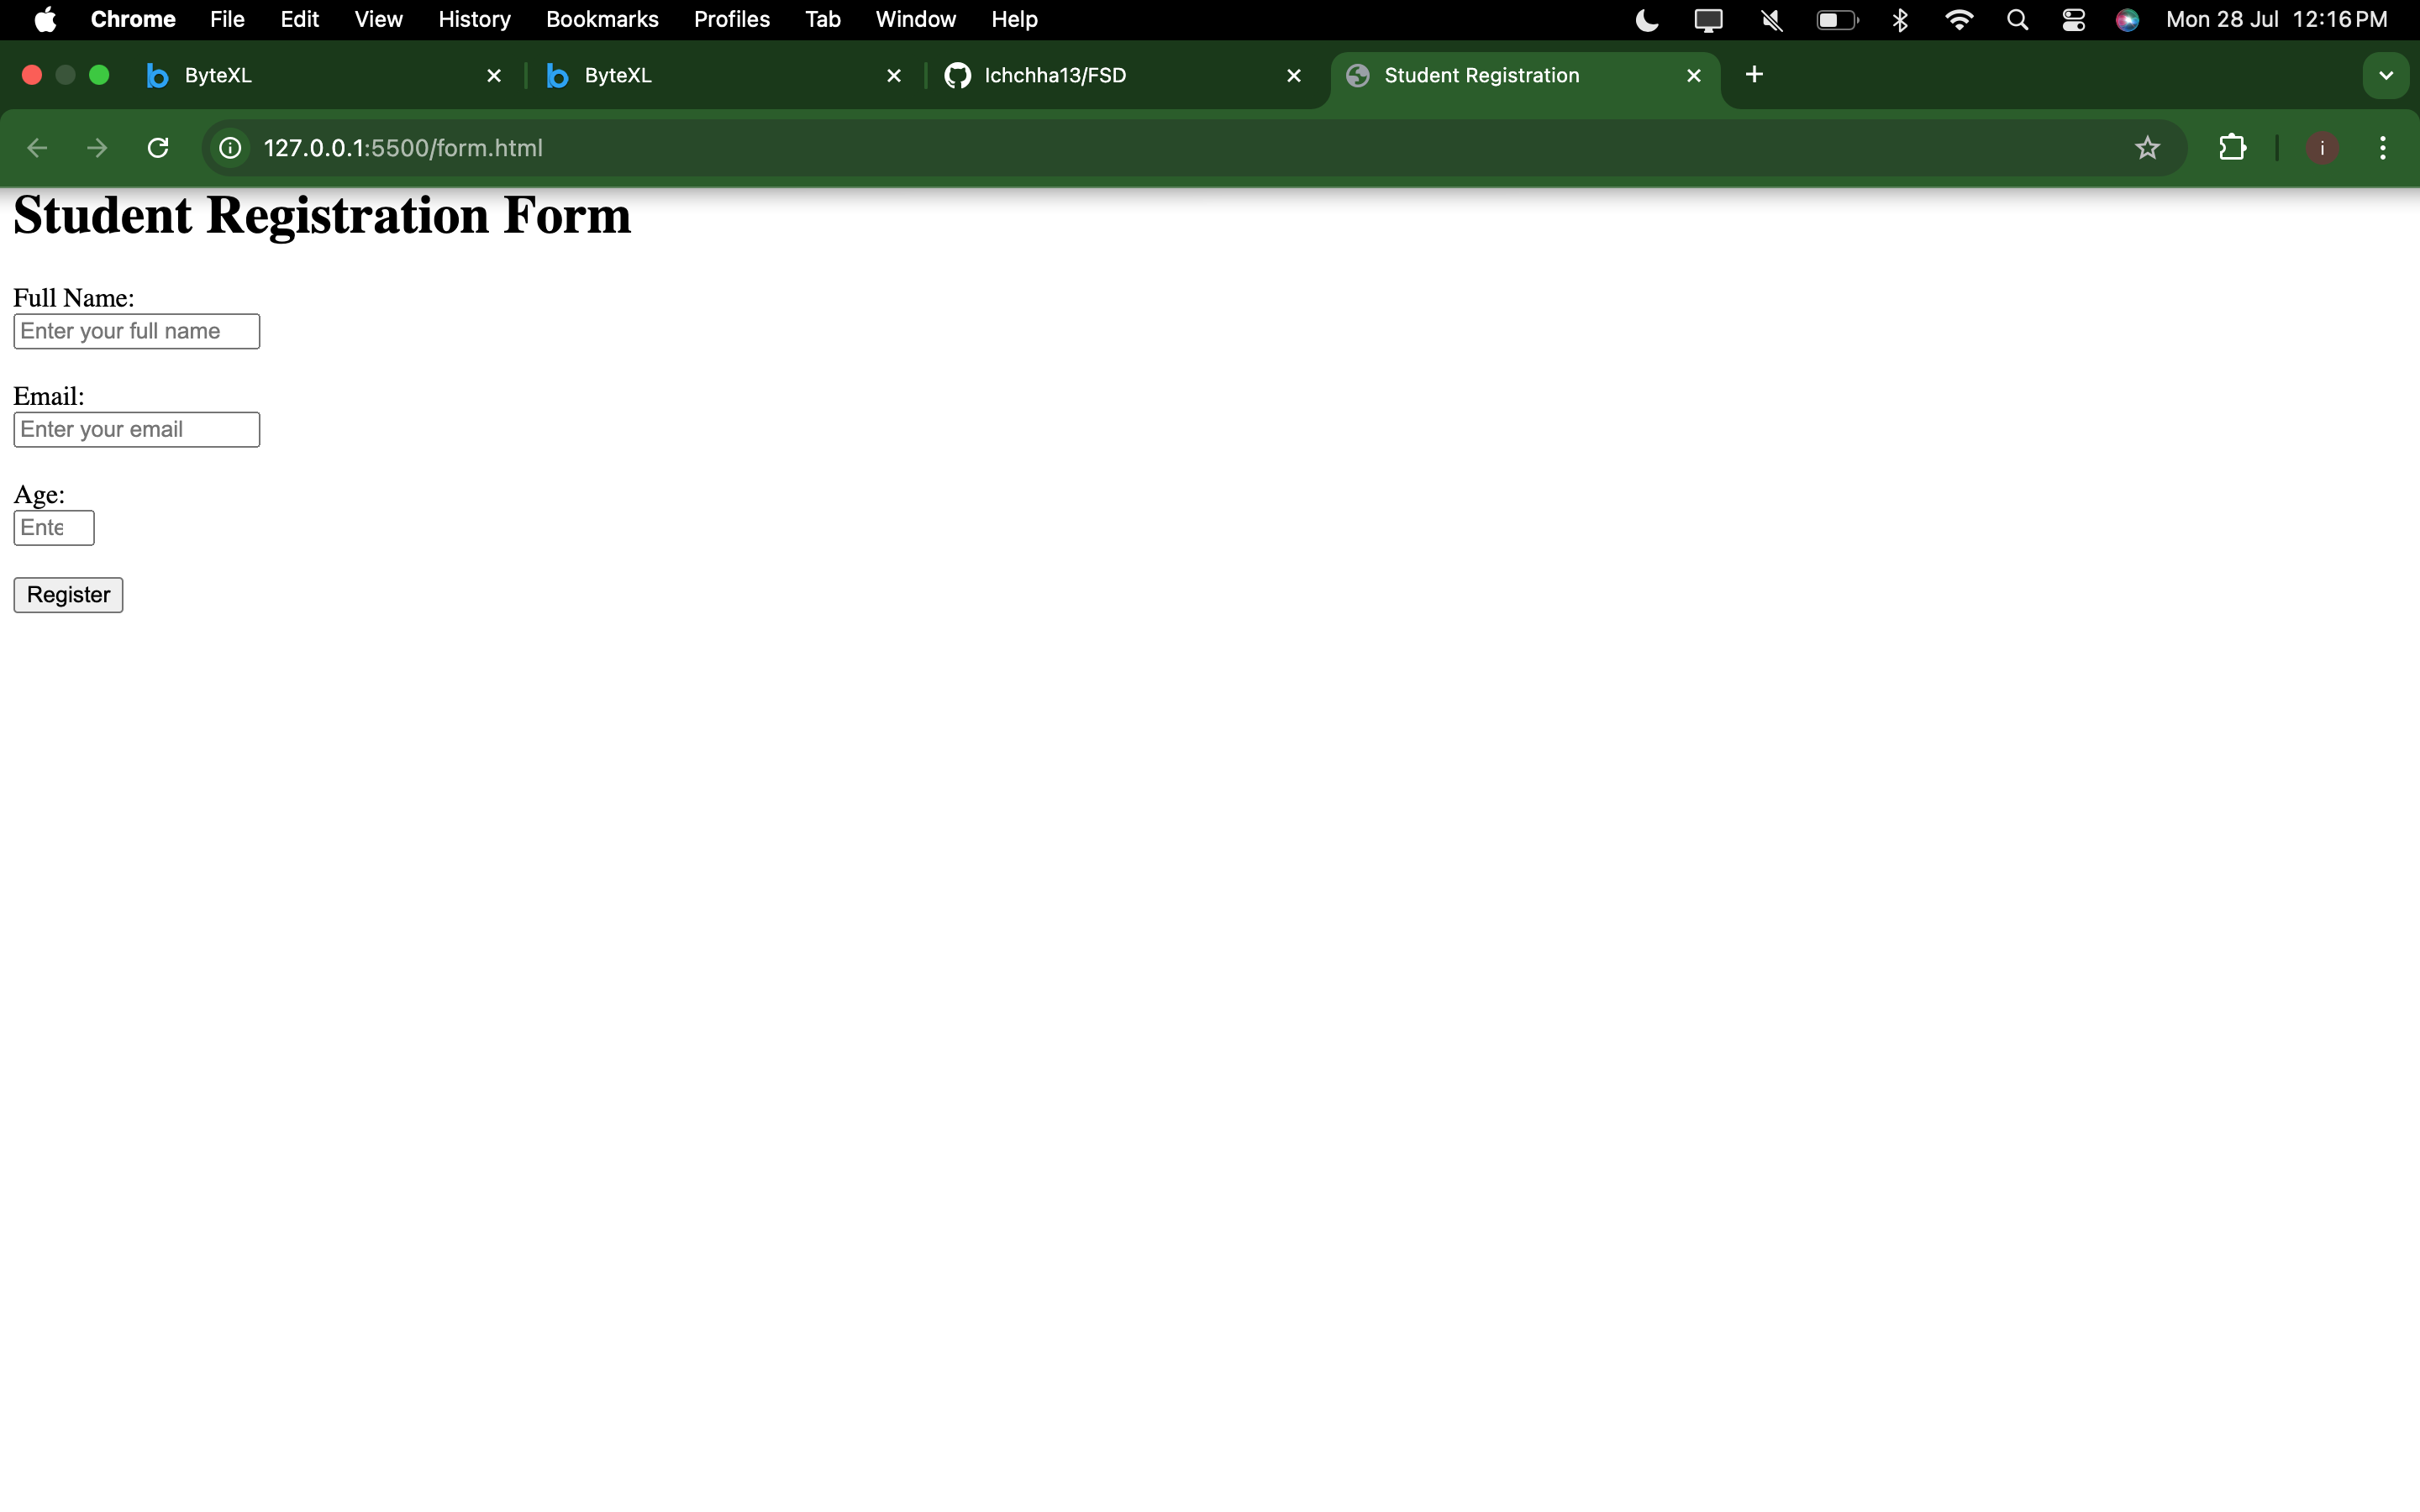 Chrome File Edit View History Bookmarks Profiles Tab Window Help Mon 28 Jul 12:16 PM
ByteXL ByteXL Ichchha13/FSD Student Registration
127.0.0.1:5500/form.html i
Student Registration Form
Full Name:
Enter your full name
Email:
Enter your email
Age:
Ente
Register